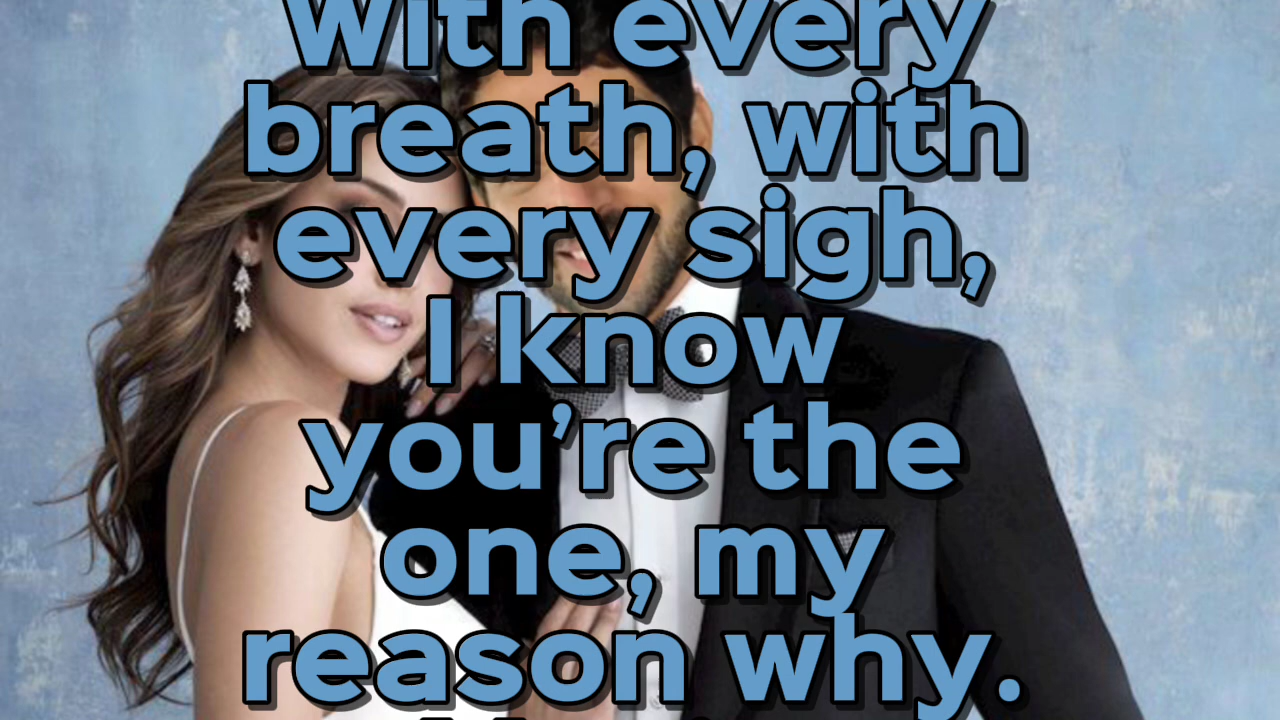 With every
breath, with
every sigh,
I know
you’re the
one, my
reason why.